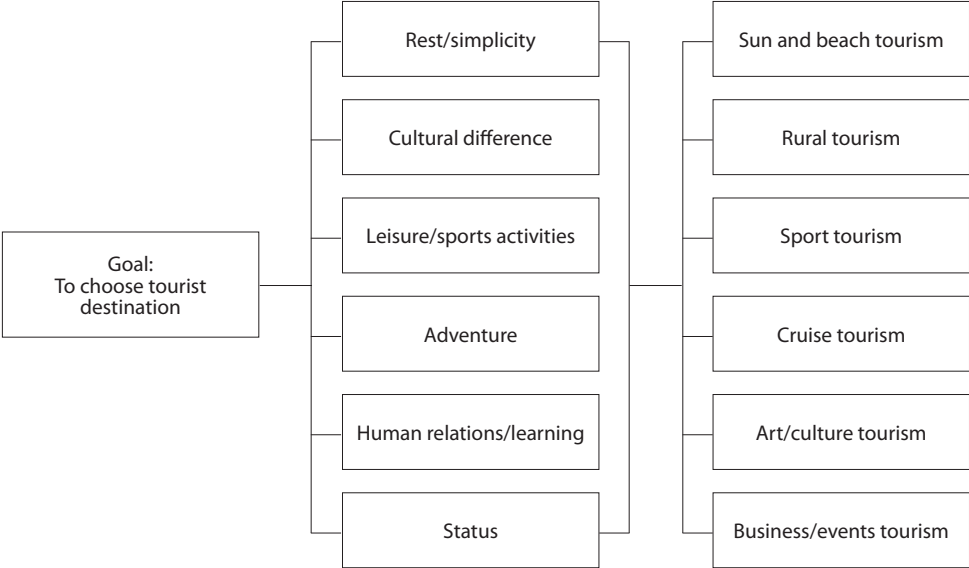 Goal:
To choose tourist
destination
Rest/simplicity
Cultural difference
Leisure/sports activities
Adventure
Human relations/learning
Status
Sun and beach tourism
Rural tourism
Sport tourism
Cruise tourism
Art/culture tourism
Business/events tourism